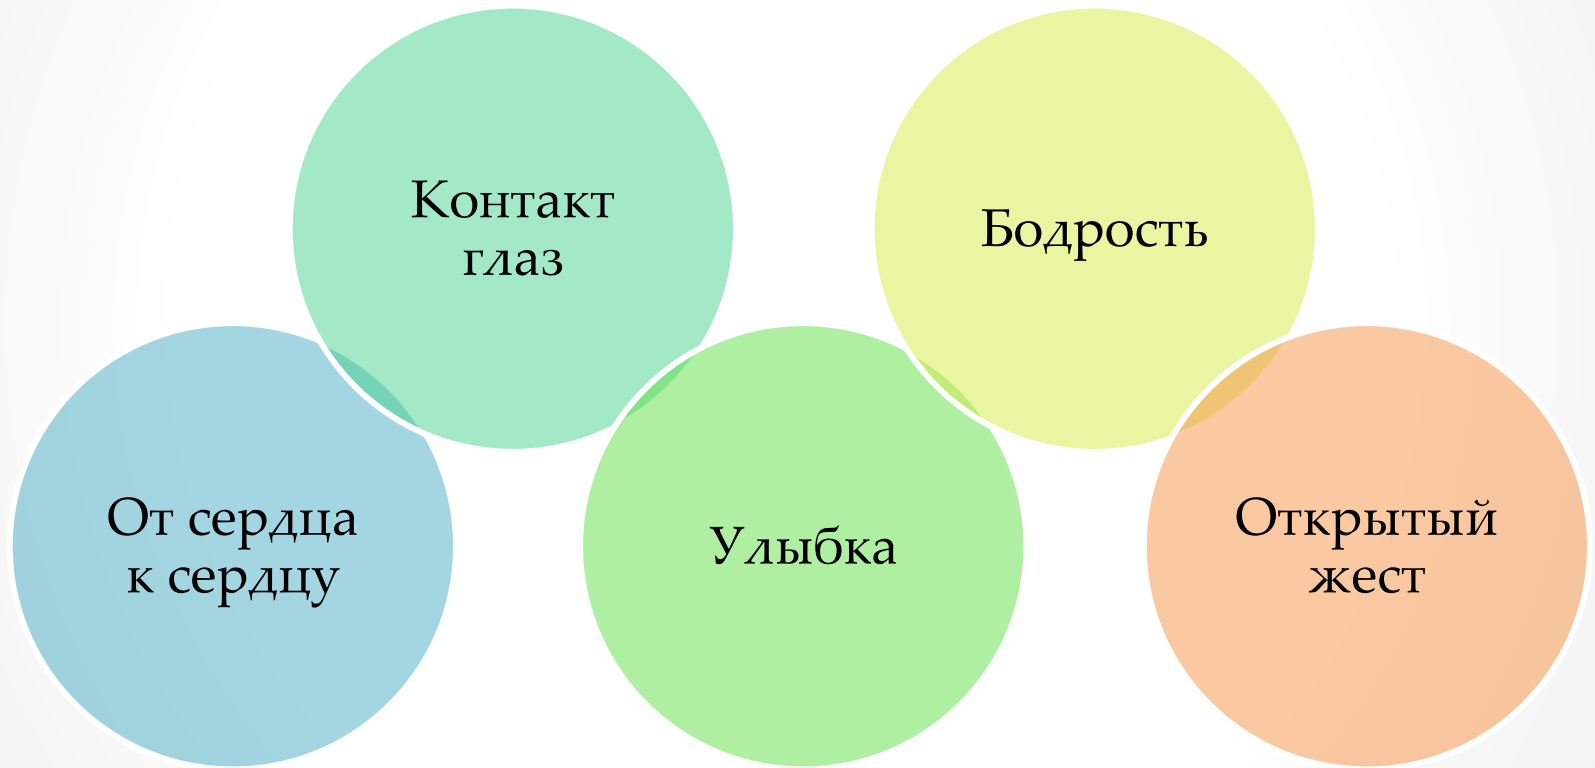 От сердца
к сердцу
Контакт
глаз
Улыбка
Бодрость
Открытый
жест